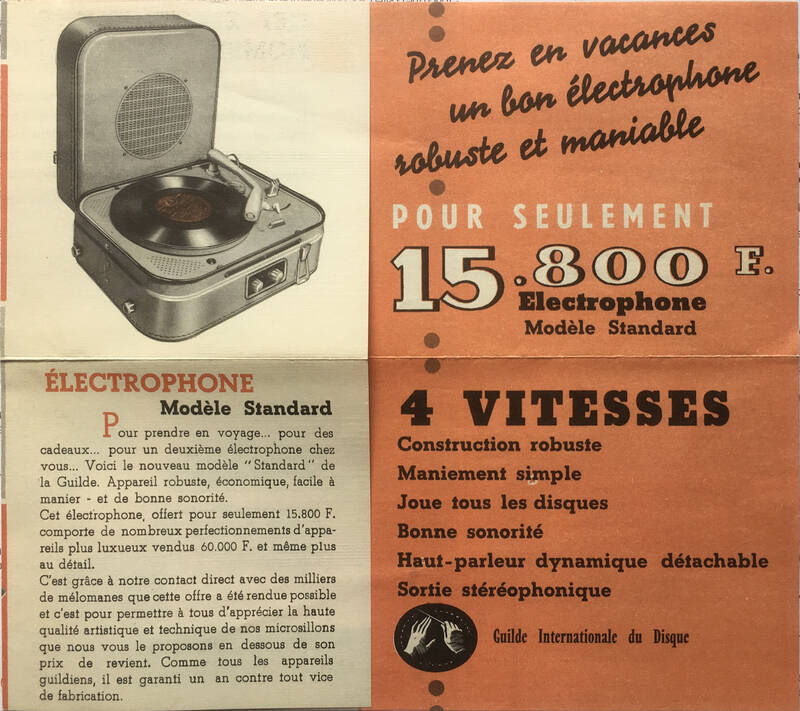 ÉLECTROPHONE
Modèle Standard
Pour prendre en voyage... pour des
cadeaux... pour un deuxième électrophone chez
vous... Voici le nouveau modèle "Standard" de
la Guilde. Appareil robuste, économique, facile à
manier - et de bonne sonorité.
Cet électrophone, offert pour seulement 15.800 F.
comporte de nombreux perfectionnements d'appa-
reils plus luxueux vendus 60.000 F. et même plus
au détail.
C'est grâce à notre contact direct avec des milliers
de mélomanes que cette offre a été rendue possible
et c'est pour permettre à tous d'apprécier la haute
qualité artistique et technique de nos microsillons
que nous vous le proposons en dessous de son
prix de revient. Comme tous les appareils
guildiens, il est garanti un an contre tout vice
de fabrication.
Prenez en vacances
un bon électrophone
robuste et maniable
POUR SEULEMENT
15.800 F.
Electrophone
Modèle Standard
4 VITESSES
Construction robuste
Maniement simple
Joue tous les disques
Bonne sonorité
Haut-parleur dynamique détachable
Sortie stéréophonique
Guilde Internationale du Disque